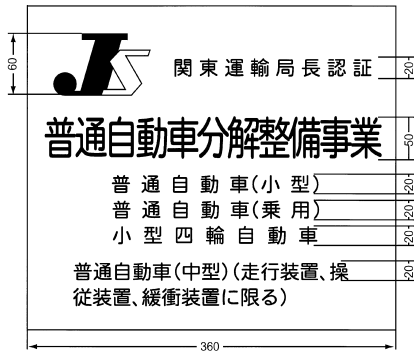 60
JS
関東運輸局長認証
20
普通自動車分解整備事業
50
普通自動車(小型)
20
普通自動車(乗用)
20
小型四輪自動車
20
普通自動車(中型)(走行装置、操
20
従装置、緩衝装置に限る)
360